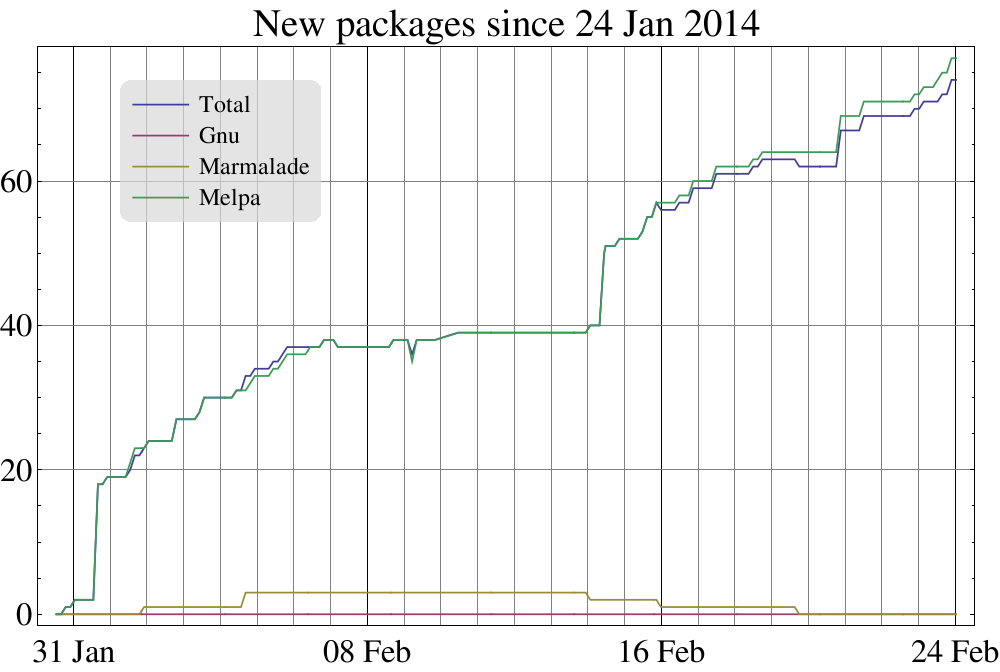 New packages since 24 Jan 2014
Total
Gnu
Marmalade
Melpa
60
40
20
0
31 Jan
08 Feb
16 Feb
24 Feb